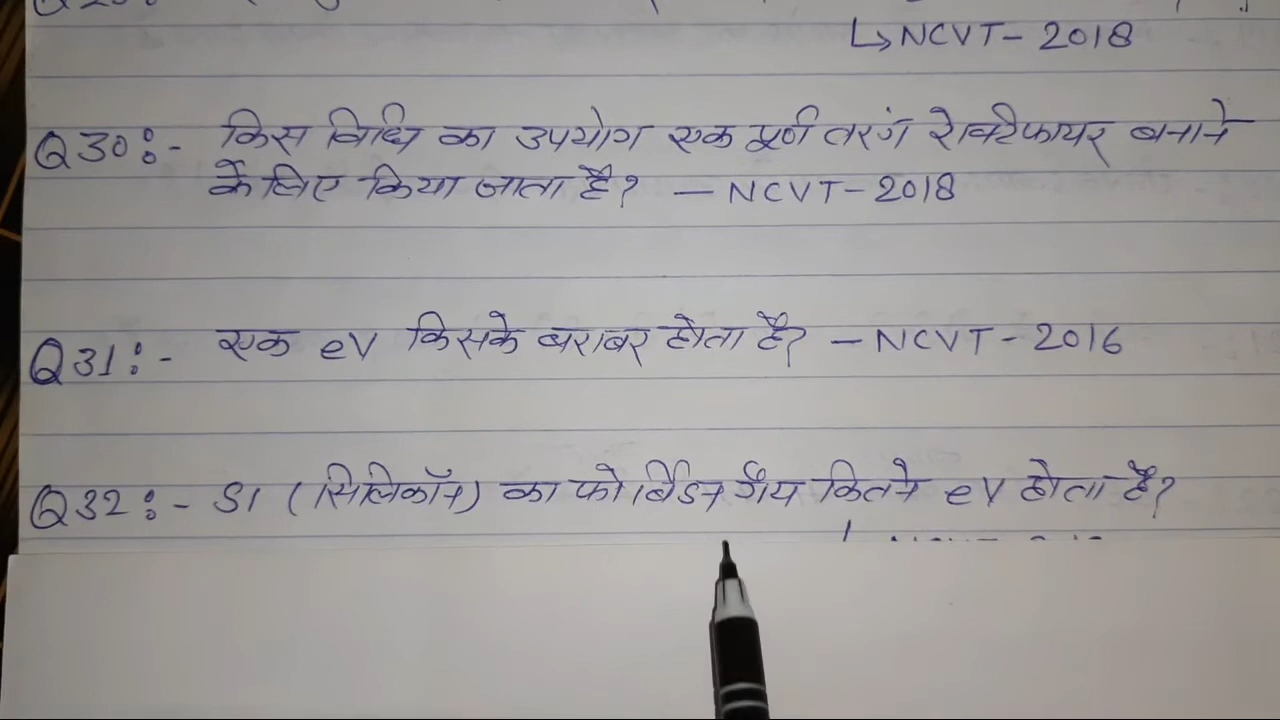 ↳ NCVT- 2018
Q30:- किस विधि का उपयोग एक पूर्ण तरंग रेक्टिफायर बनाने
के लिए किया जाता है? - NCVT-2018
Q31:- एक eV किसके बराबर होता है? - NCVT - 2016
Q32:- SI (सिलिकॉन) का फोर्बिडन गैप कितने eV होता है?